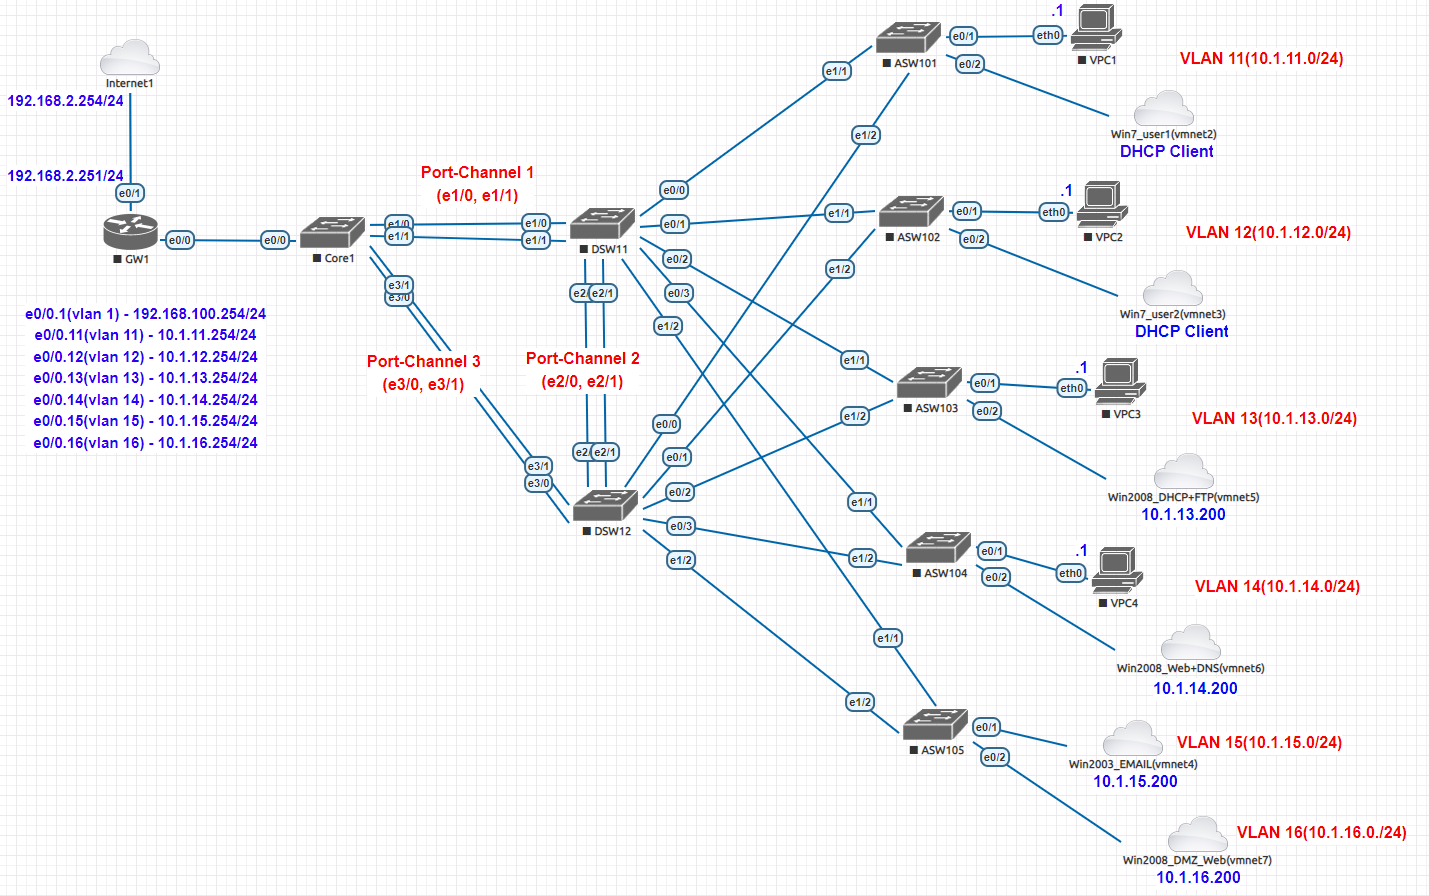 Internet1
192.168.2.254/24
192.168.2.251/24
e0/1
GW1
e0/0
e0/0
Core1
e0/0.1(vlan 1) - 192.168.100.254/24
e0/0.11(vlan 11) - 10.1.11.254/24
e0/0.12(vlan 12) - 10.1.12.254/24
e0/0.13(vlan 13) - 10.1.13.254/24
e0/0.14(vlan 14) - 10.1.14.254/24
e0/0.15(vlan 15) - 10.1.15.254/24
e0/0.16(vlan 16) - 10.1.16.254/24
Port-Channel 1
(e1/0, e1/1)
e1/0
e1/1
e1/0
e1/1
e3/1
e3/0
Port-Channel 3
(e3/0, e3/1)
e3/1
e3/0
DSW11
e2/
e2/1
Port-Channel 2
(e2/0, e2/1)
e2/
e2/1
DSW12
e0/0
e0/1
e0/2
e0/3
e1/2
e0/0
e0/1
e0/2
e0/3
e1/2
e1/1
e1/2
ASW101
e0/1
e0/2
eth0
.1
VPC1
VLAN 11(10.1.11.0/24)
Win7_user1(vmnet2)
DHCP Client
e1/1
e1/2
ASW102
e0/1
e0/2
eth0
.1
VPC2
VLAN 12(10.1.12.0/24)
Win7_user2(vmnet3)
DHCP Client
e1/1
e1/2
ASW103
e0/1
e0/2
eth0
.1
VPC3
VLAN 13(10.1.13.0/24)
Win2008_DHCP+FTP(vmnet5)
10.1.13.200
e1/1
e1/2
ASW104
e0/1
e0/2
eth0
.1
VPC4
VLAN 14(10.1.14.0/24)
Win2008_Web+DNS(vmnet6)
10.1.14.200
e1/1
e1/2
ASW105
e0/1
e0/2
VLAN 15(10.1.15.0/24)
Win2003_EMAIL(vmnet4)
10.1.15.200
VLAN 16(10.1.16.0./24)
Win2008_DMZ_Web(vmnet7)
10.1.16.200